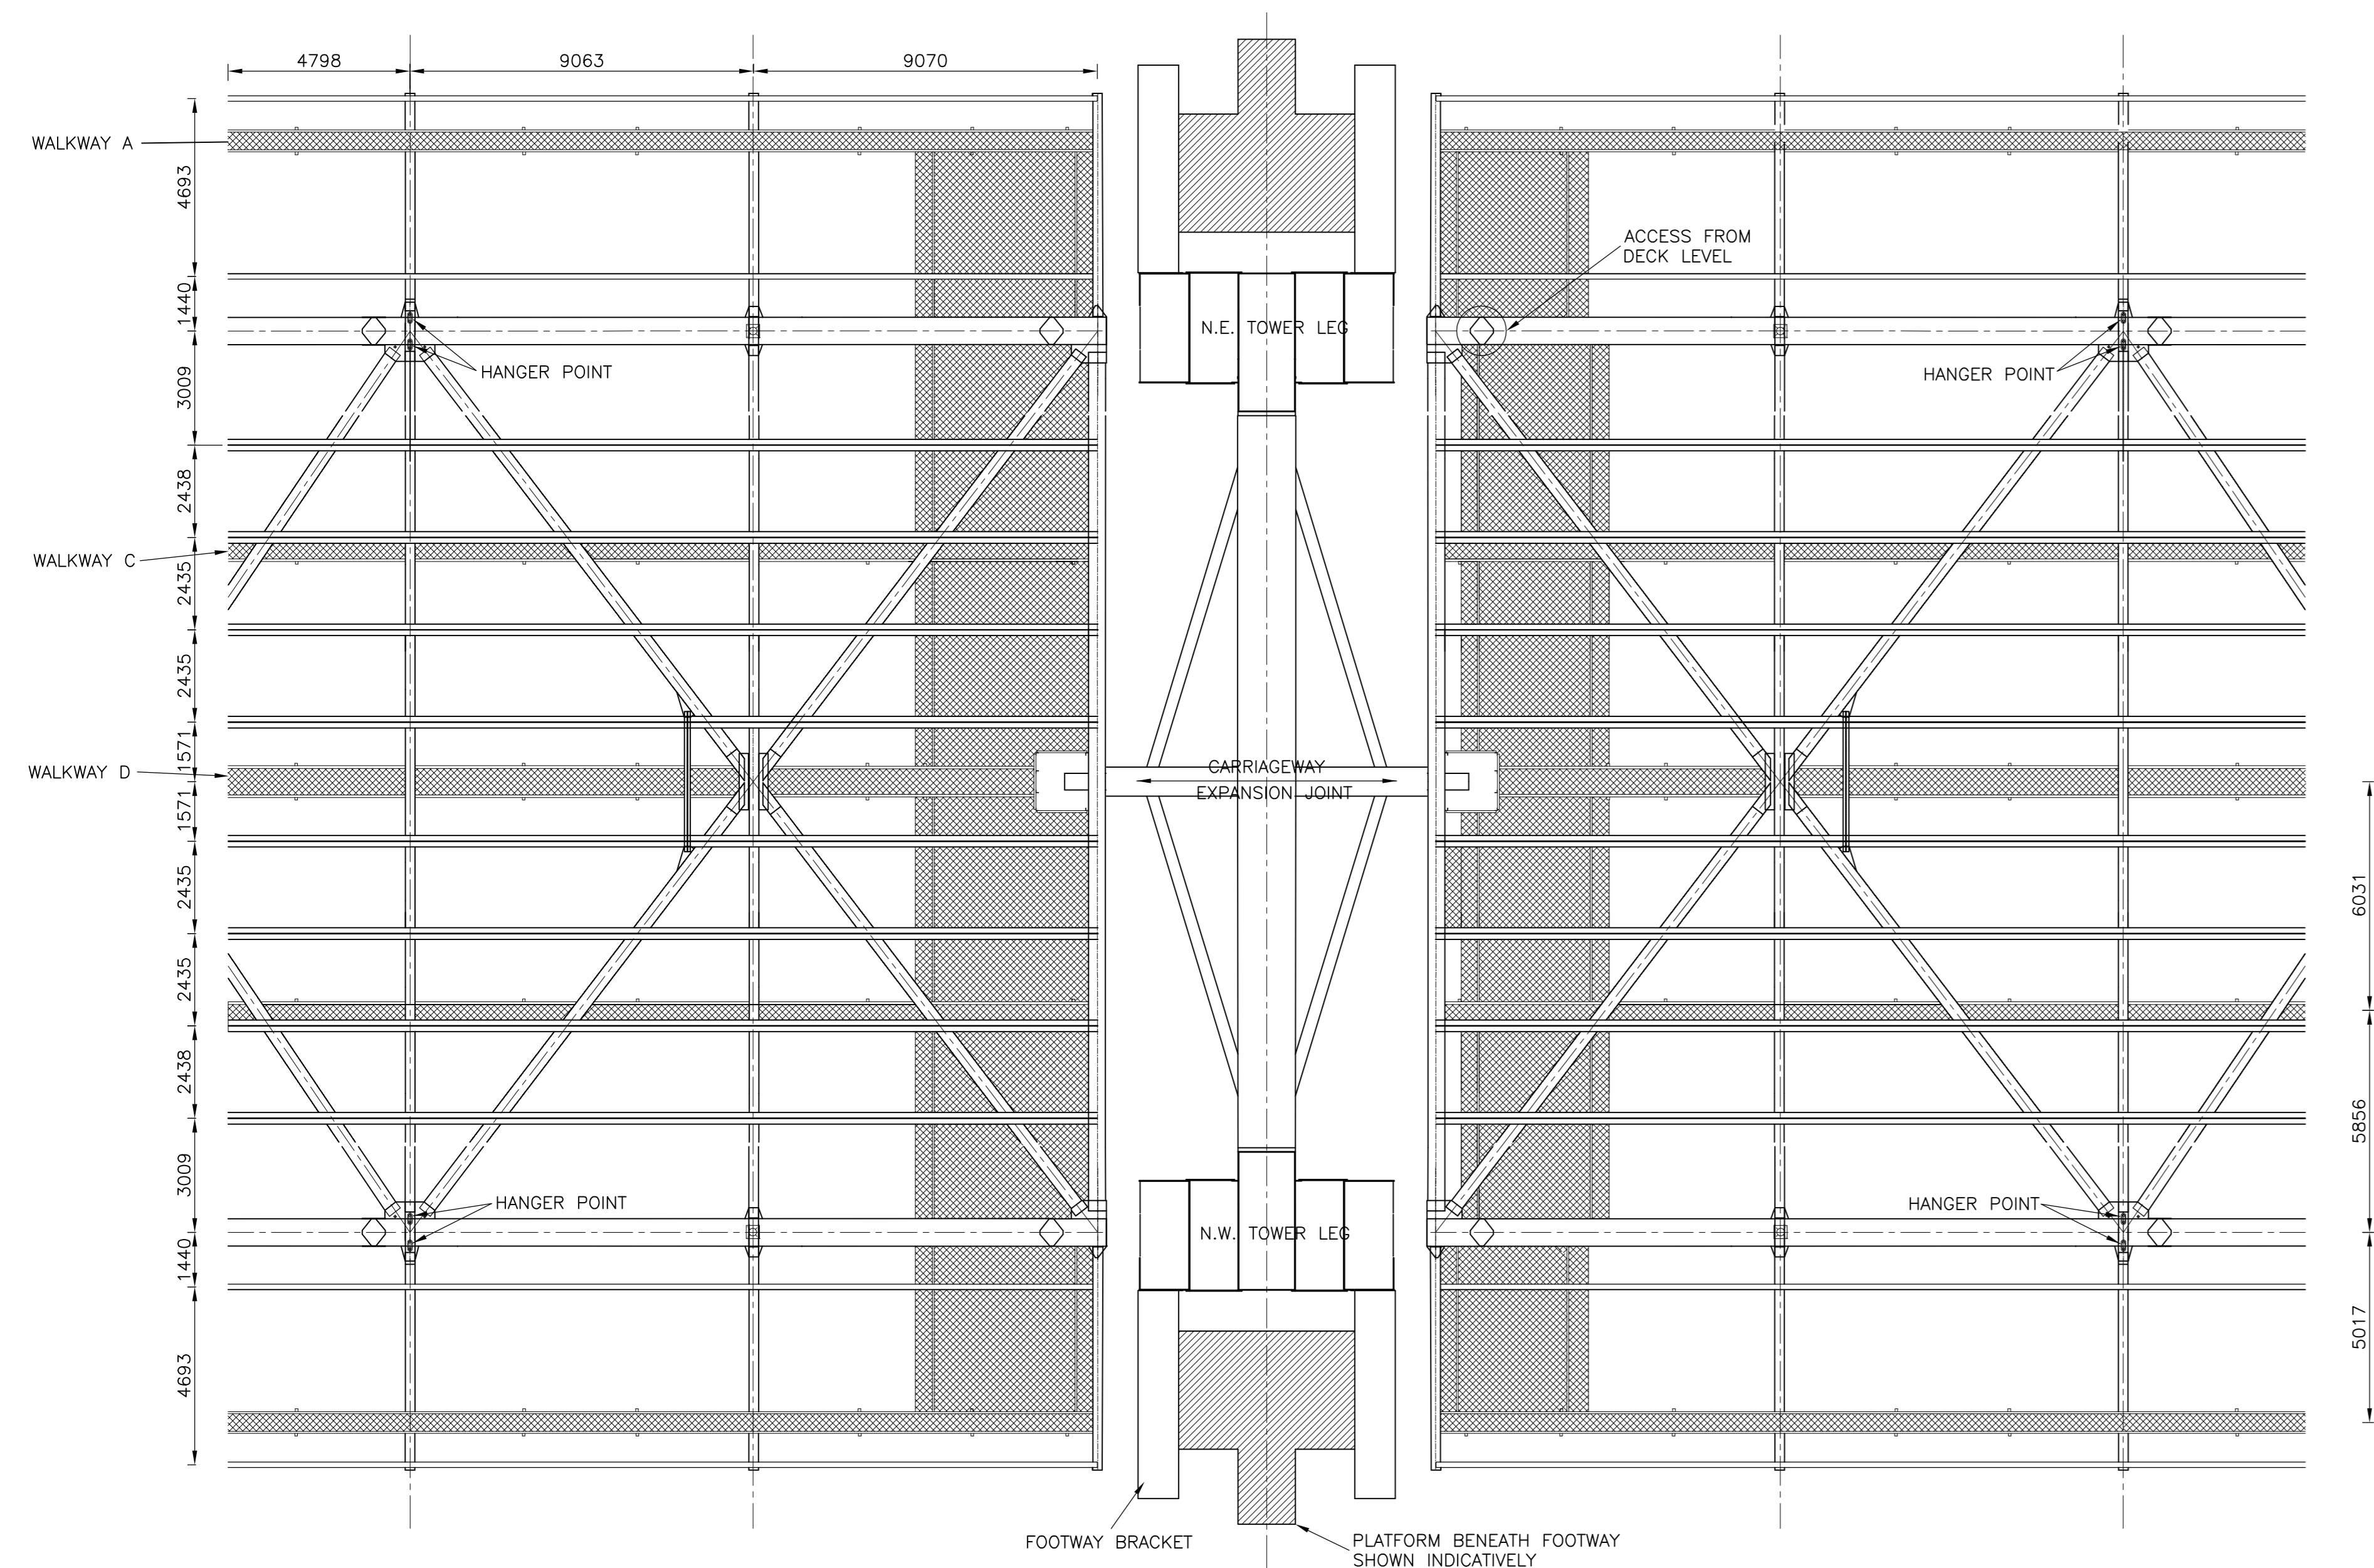 4798
9063
9070
WALKWAY A
4693
ACCESS FROM
DECK LEVEL
1440
N.E. TOWER LEG
HANGER POINT
HANGER POINT
3009
2438
WALKWAY C
2435
2435
1571
WALKWAY D
CARRIAGEWAY
EXPANSION JOINT
1571
2435
6031
2435
2438
5856
3009
HANGER POINT
HANGER POINT
N.W. TOWER LEG
1440
5017
4693
FOOTWAY BRACKET
PLATFORM BENEATH FOOTWAY
SHOWN INDICATIVELY